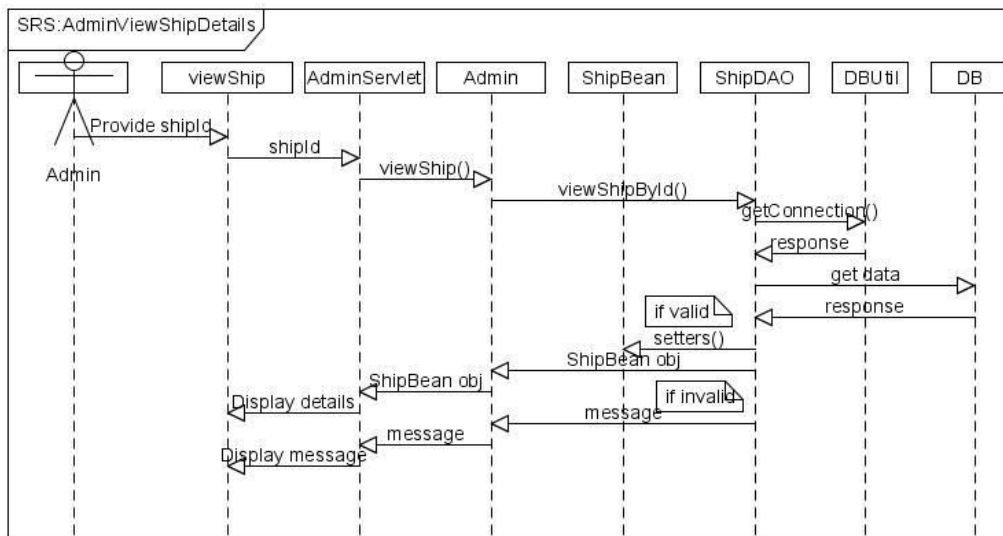 SRS:AdminViewShipDetails
viewShip
AdminServlet
Admin
ShipBean
ShipDAO
DBUtil
DB
Provide shipId
Admin
shipId
viewShip()
viewShipById()
getConnection()
response
get data
if valid
response
setters()
ShipBean obj
ShipBean obj
Display details
if invalid
message
message
Display message